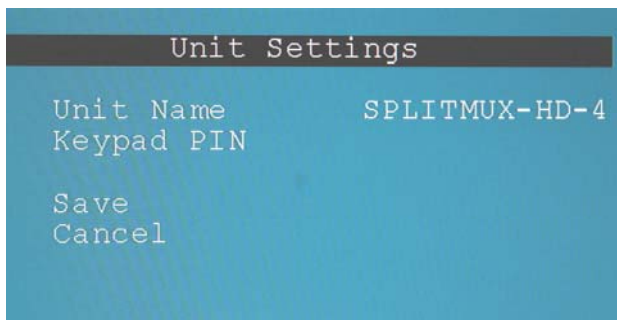 Unit Settings
Unit Name SPLITMUX-HD-4
Keypad PIN
Save
Cancel